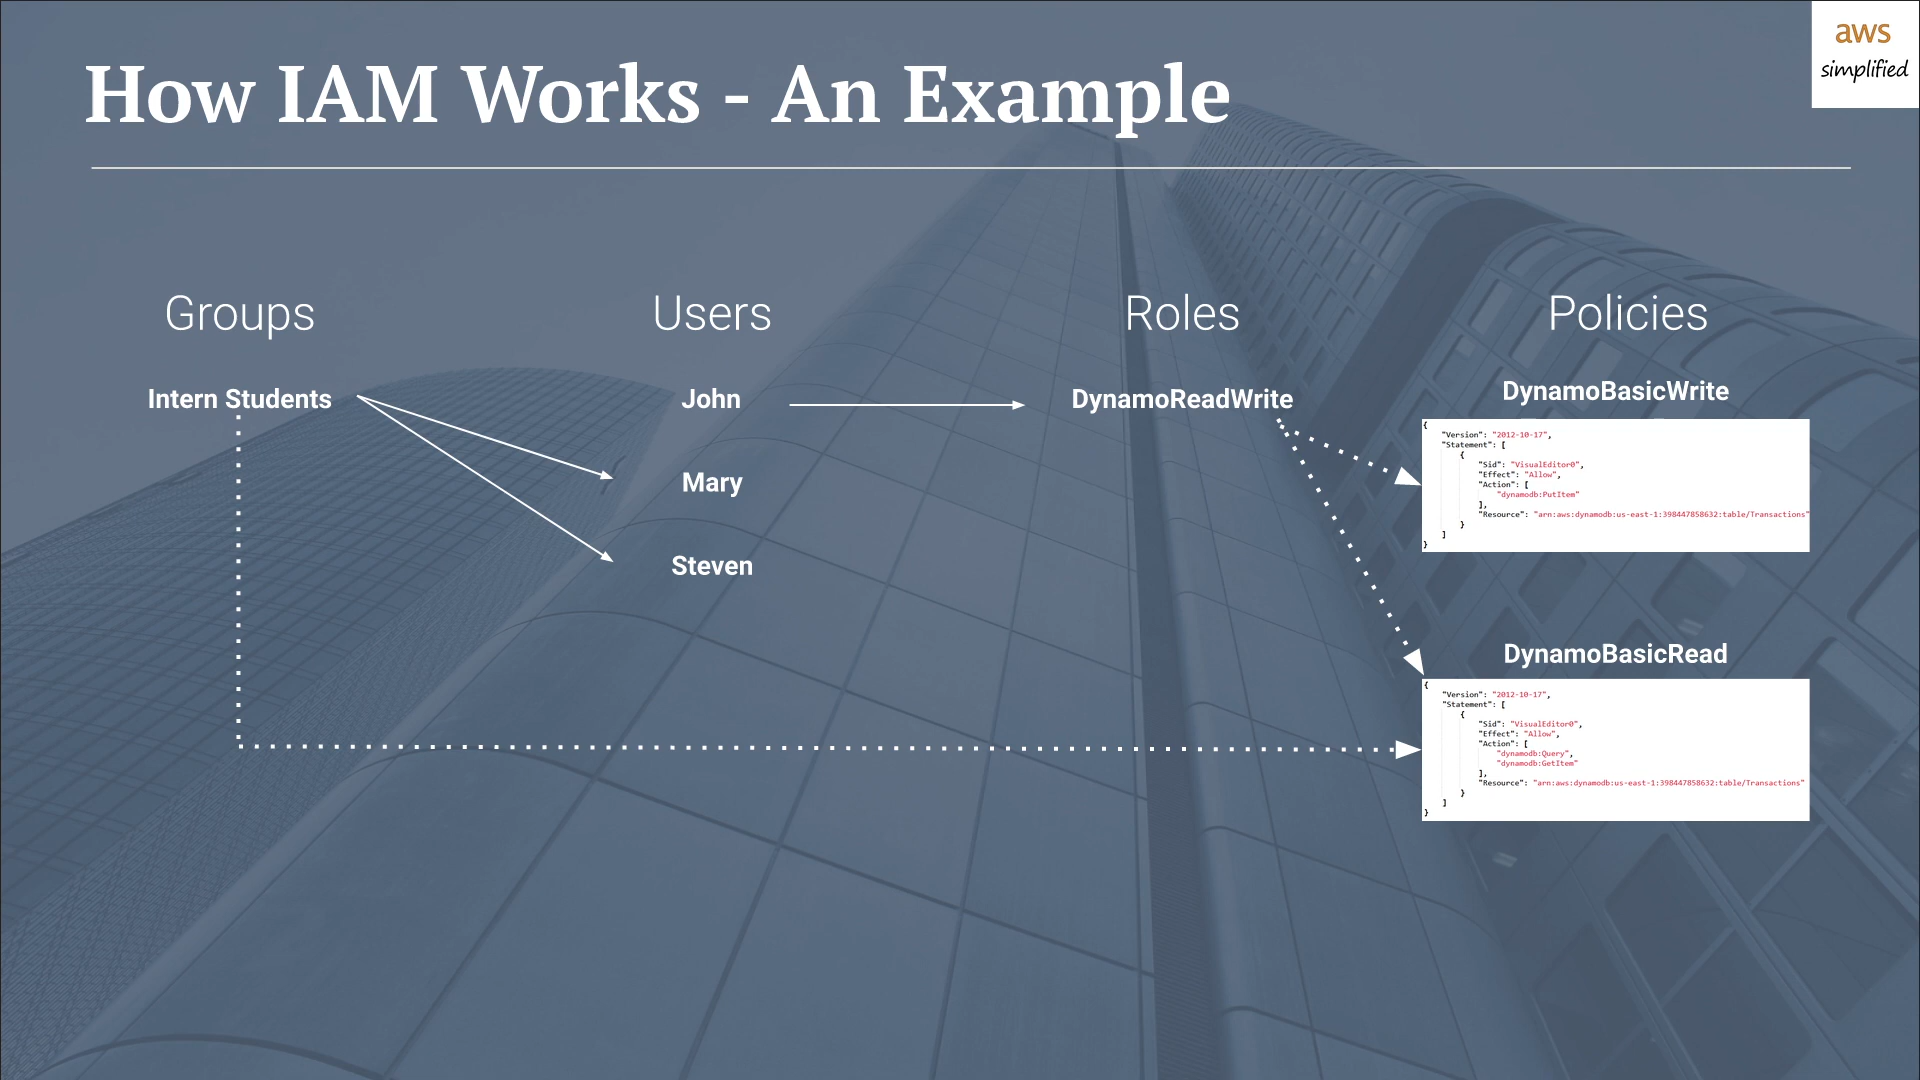 aws
simplified
How IAM Works - An Example
Groups
Users
Roles
Policies
Intern Students
John
DynamoReadWrite
Mary
Steven
DynamoBasicWrite
{
"Version": "2012-10-17",
"Statement": [
{
"Sid": "VisualEditor0",
"Effect": "Allow",
"Action": [
"dynamodb:PutItem"
],
"Resource": "arn:aws:dynamodb:us-east-1:398447858632:table/Transactions"
}
]
}
DynamoBasicRead
{
"Version": "2012-10-17",
"Statement": [
{
"Sid": "VisualEditor0",
"Effect": "Allow",
"Action": [
"dynamodb:Query",
"dynamodb:GetItem"
],
"Resource": "arn:aws:dynamodb:us-east-1:398447858632:table/Transactions"
}
]
}